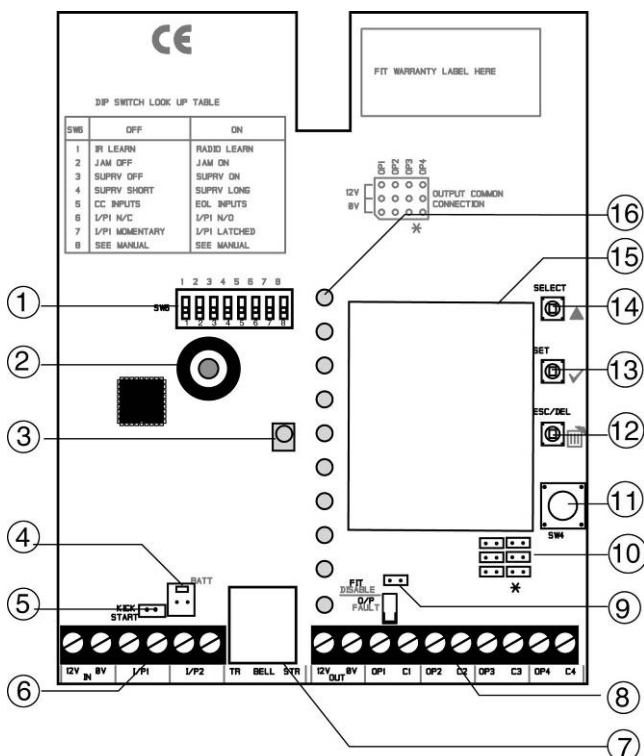 CE
FIT WARRANTY LABEL HERE
DIP SWITCH LOOK UP TABLE
SW6 OFF ON
1 IR LEARN RADIO LEARN
2 JAM OFF JAM ON
3 SUPRV OFF SUPRV ON
4 SUPRV SHORT SUPRV LONG
5 CC INPUTS EOL INPUTS
6 I/P1 N/C I/P1 N/O
7 I/P1 MOMENTARY I/P1 LATCHED
8 SEE MANUAL SEE MANUAL
OP1 OP2 OP3 OP4
12V
0V
OUTPUT COMMON
CONNECTION
*
16
15
1 2 3 4 5 6 7 8
SW6
1 2 3 4 5 6 7 8
1
SELECT
14
2
SET
13
3
ESC/DEL
12
11
SW4
4
BATT
10
*
5
KICK
START
FIT
DISABLE
O/P
FAULT
9
6
12V 0V I/P1 I/P2
IN
TR BELL STR
12V 0V OP1 C1 OP2 C2 OP3 C3 OP4 C4
OUT
8
7